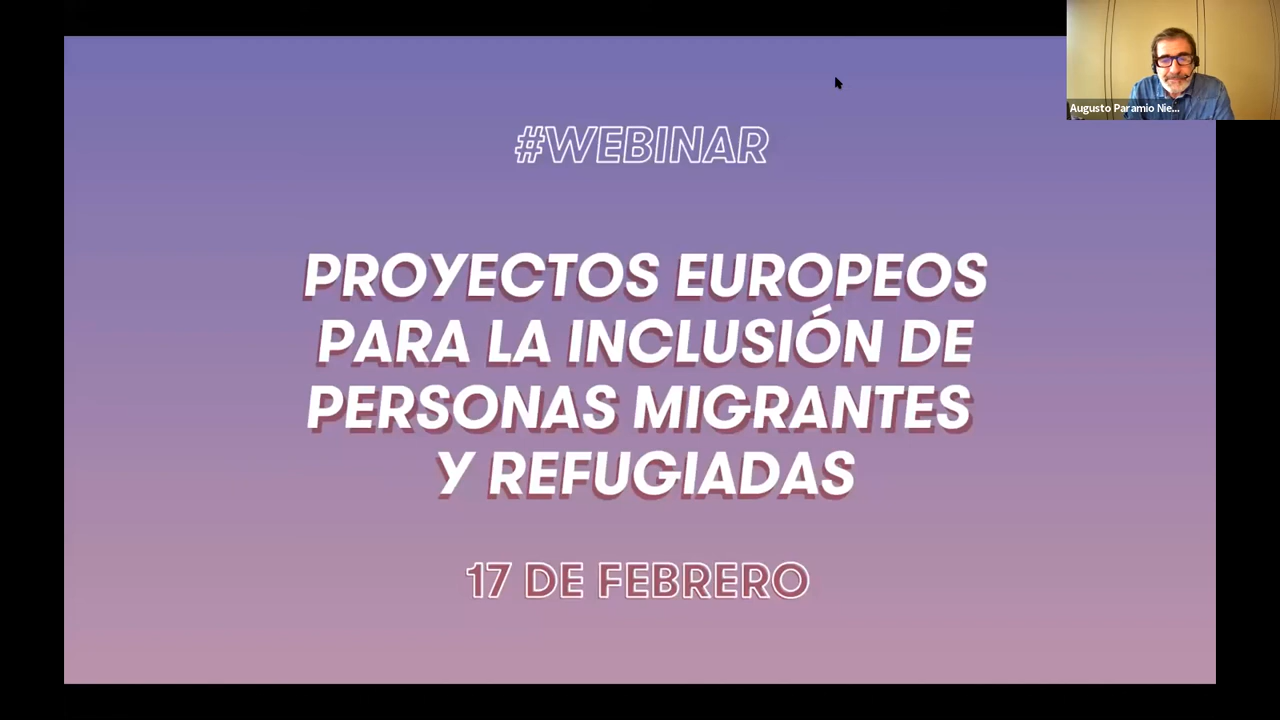 #WEBINAR
PROYECTOS EUROPEOS
PARA LA INCLUSIÓN DE
PERSONAS MIGRANTES
Y REFUGIADAS
17 DE FEBRERO
Augusto Paramio Nie...